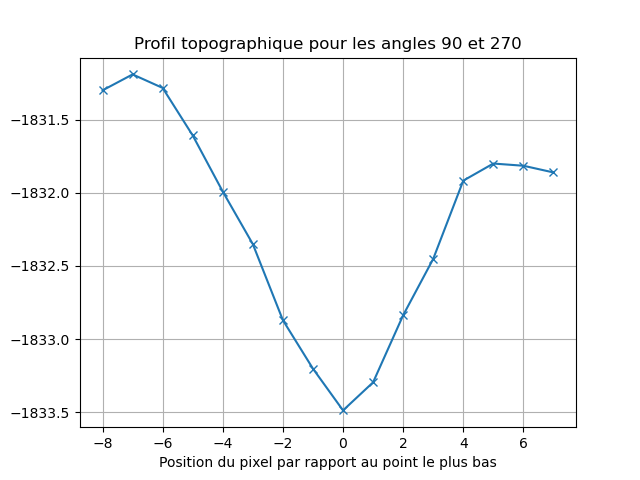 Profil topographique pour les angles 90 et 270
−1831.5
−1832.0
−1832.5
−1833.0
−1833.5
−8 −6 −4 −2 0 2 4 6
Position du pixel par rapport au point le plus bas